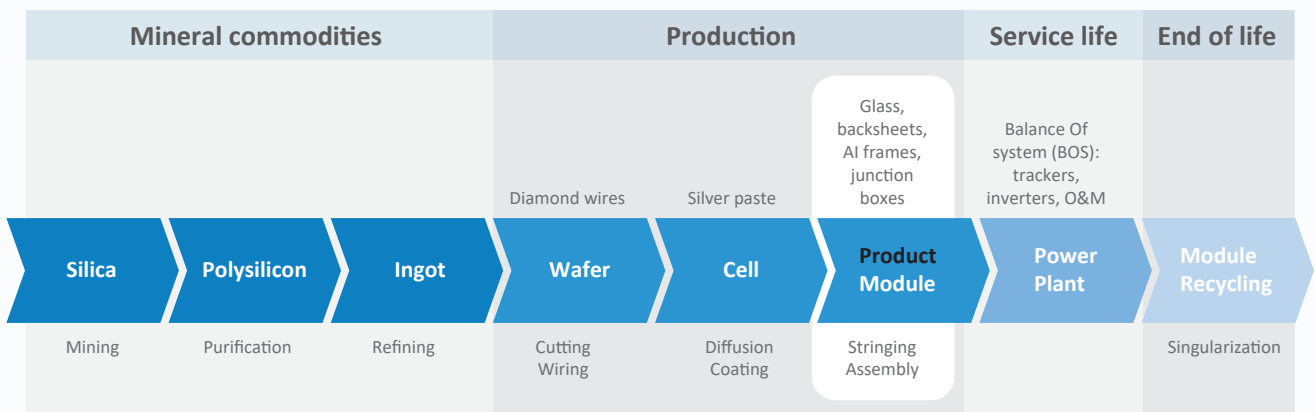 Mineral commodities
Production
Service life
End of life
Glass,
backsheets,
AI frames,
junction
boxes
Balance Of
system (BOS):
trackers,
inverters, O&M
Diamond wires
Silver paste
Silica
Polysilicon
Ingot
Wafer
Cell
Product
Module
Power
Plant
Module
Recycling
Mining
Purification
Refining
Cutting
Wiring
Diffusion
Coating
Stringing
Assembly
Singularization